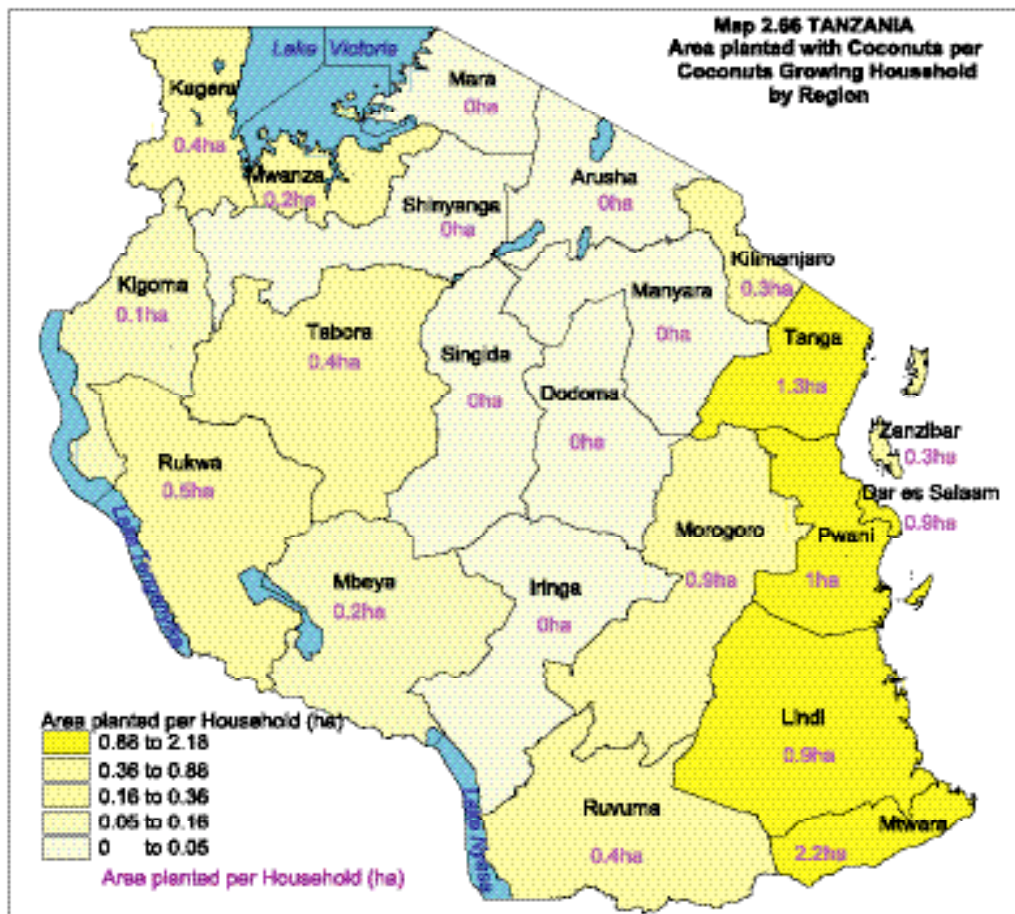 Map 2.66 TANZANIA
Area planted with Coconuts per
Coconuts Growing Household
by Region
Lake Victoria
Kagera
0.4ha
Mara
0ha
Mwanza
0.2ha
Arusha
0ha
Shinyanga
0ha
Kilimanjaro
0.3ha
Kigoma
0.1ha
Manyara
0ha
Tabora
0.4ha
Tanga
1.3ha
Singida
0ha
Dodoma
0ha
Zanzibar
0.3ha
Rukwa
0.5ha
Dar es Salaam
0.9ha
Lake Tanganyika
Morogoro
0.9ha
Pwani
1ha
Mbeya
0.2ha
Iringa
0ha
Lindi
0.9ha
Area planted per Household (ha)
0.88 to 2.18
0.36 to 0.88
0.16 to 0.36
0.05 to 0.16
0 to 0.05
Area planted per Household (ha)
Lake Nyasa
Ruvuma
0.4ha
Mtwara
2.2ha